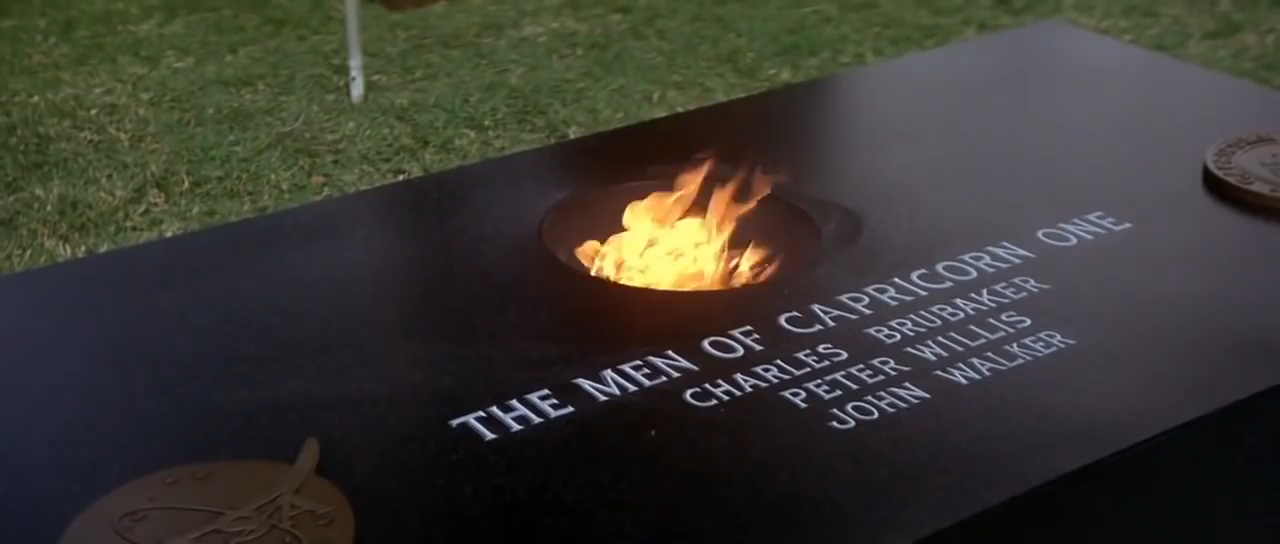 THE MEN OF CAPRICORN ONE
CHARLES BRUBAKER
PETER WILLIS
JOHN WALKER